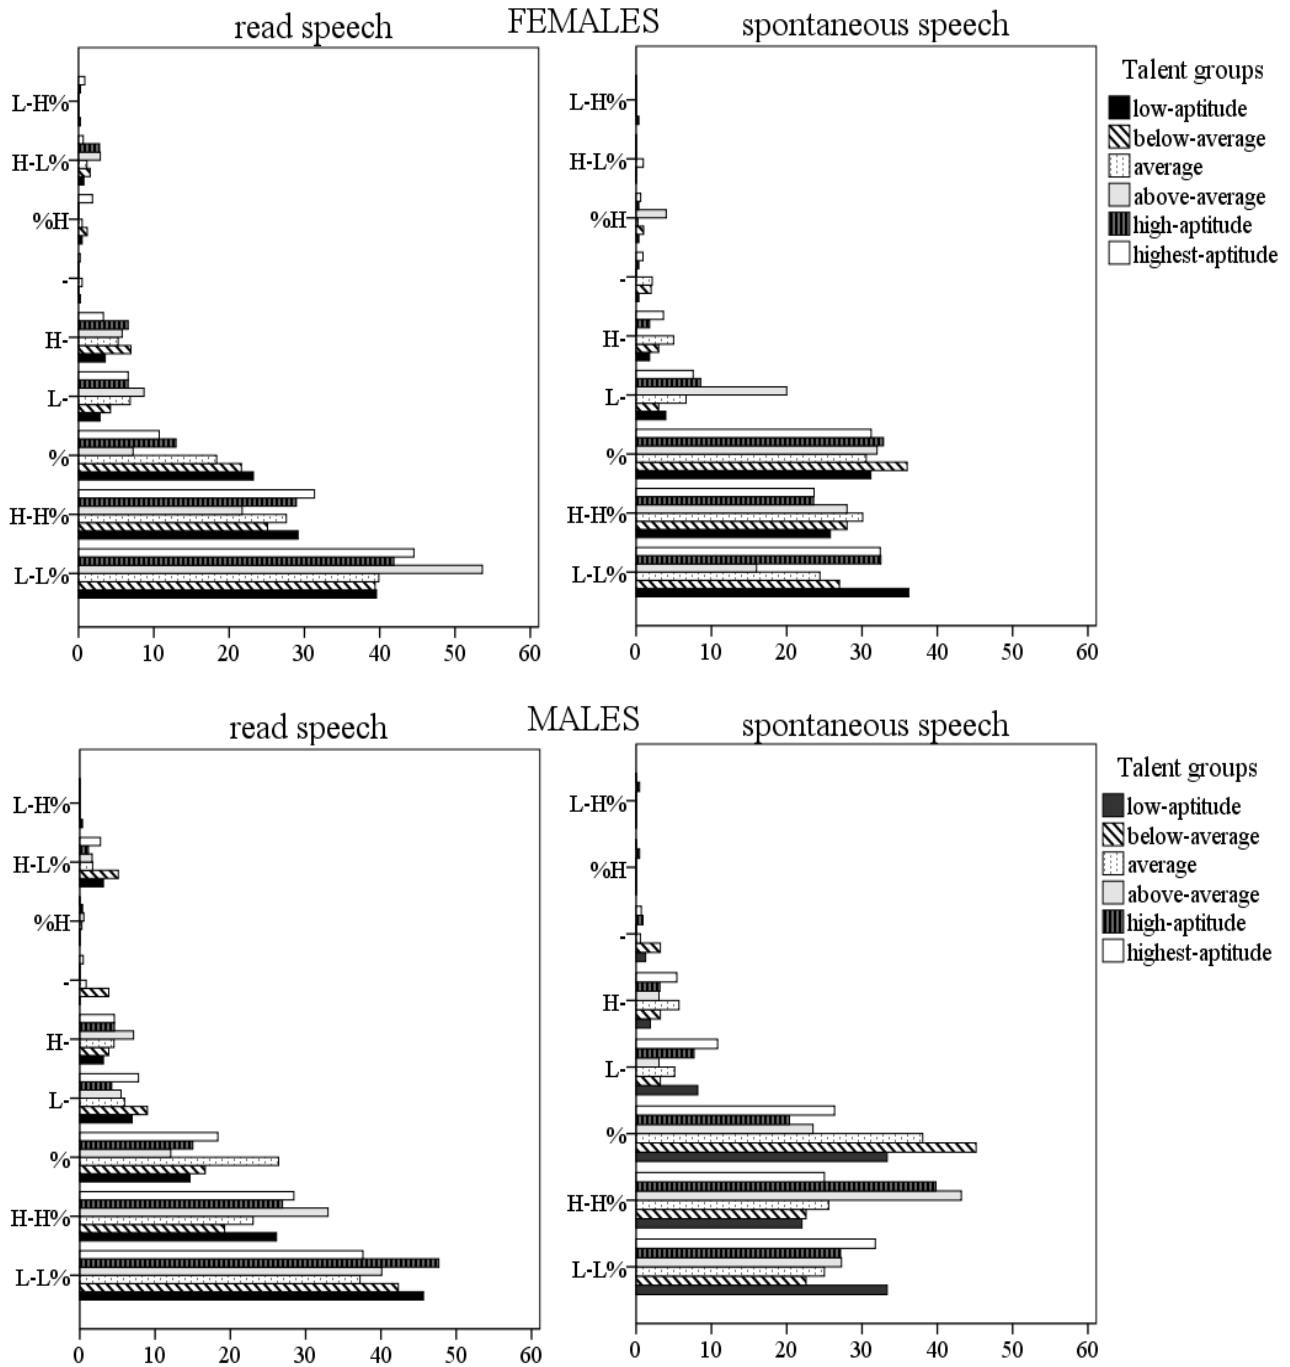 FEMALES
read speech
spontaneous speech
L-H%
H-L%
%H
-
H-
L-
%
H-H%
L-L%
0 10 20 30 40 50 60
L-H%
H-L%
%H
-
H-
L-
%
H-H%
L-L%
0 10 20 30 40 50 60
Talent groups
low-aptitude
below-average
average
above-average
high-aptitude
highest-aptitude
MALES
read speech
spontaneous speech
L-H%
H-L%
%H
-
H-
L-
%
H-H%
L-L%
0 10 20 30 40 50 60
L-H%
%H
-
H-
L-
%
H-H%
L-L%
0 10 20 30 40 50 60
Talent groups
low-aptitude
below-average
average
above-average
high-aptitude
highest-aptitude